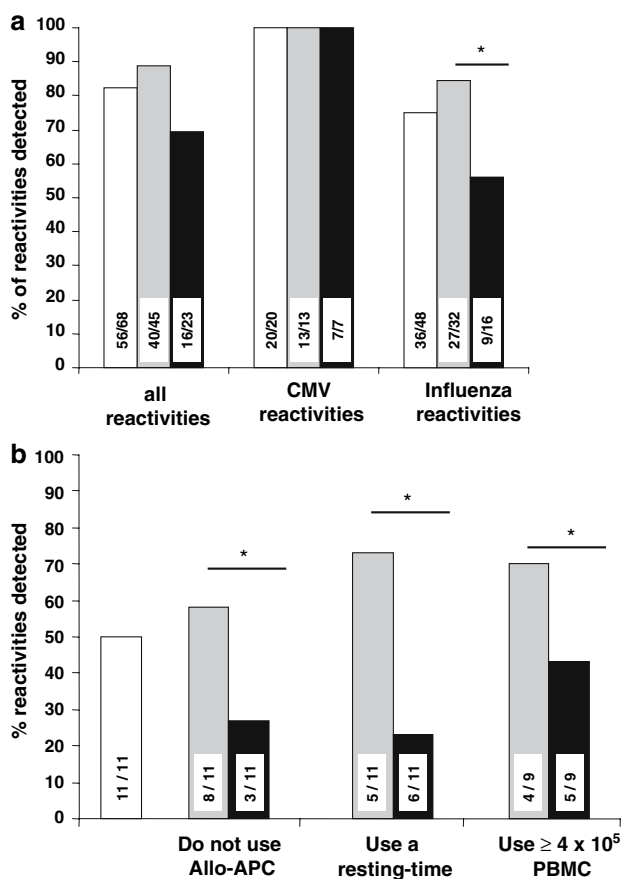 a
% of reactivities detected
100
90
80
70
60
50
40
30
20
10
0
56/68
40/45
16/23
20/20
13/13
7/7
36/48
27/32
9/16
*
all
reactivities
CMV
reactivities
Influenza
reactivities
b
% reactivities detected
100
90
80
70
60
50
40
30
20
10
0
11 / 11
8 / 11
3 / 11
5 / 11
6 / 11
4 / 9
5 / 9
*
*
*
Do not use
Allo-APC
Use a
resting-time
Use ≥ 4 x 10⁵
PBMC